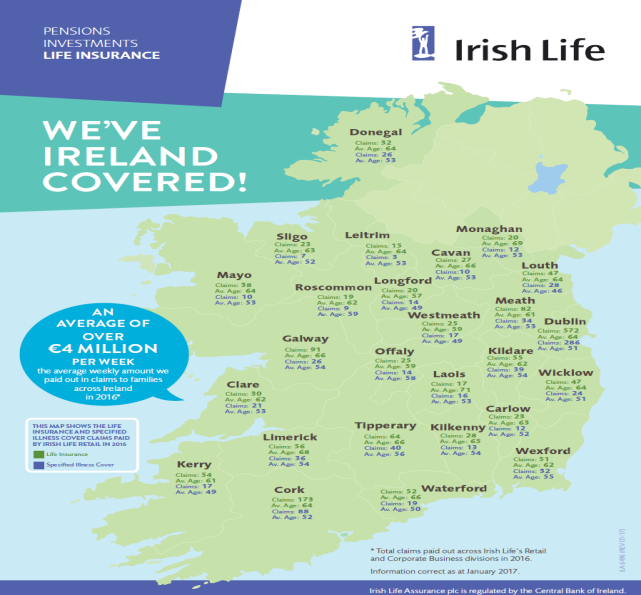 PENSIONS
INVESTMENTS
LIFE INSURANCE
Irish Life
WE'VE
IRELAND
COVERED!
Donegal
Claims: 32
Av. Age: 64
Claims: 26
Av. Age: 53
Sligo
Claims: 23
Av. Age: 63
Claims: 7
Av. Age: 52
Leitrim
Claims: 15
Av. Age: 64
Claims: 3
Av. Age: 53
Monaghan
Claims: 20
Av. Age: 69
Claims: 12
Av. Age: 53
Cavan
Claims: 27
Av. Age: 66
Claims:10
Av. Age: 53
Louth
Claims: 47
Av. Age: 64
Claims: 28
Av. Age: 46
Mayo
Claims: 38
Av. Age: 64
Claims: 10
Av. Age: 53
Roscommon
Claims: 19
Av. Age: 62
Claims: 9
Av. Age: 59
Longford
Claims: 20
Av. Age: 57
Claims: 14
Av. Age: 49
Meath
Claims: 82
Av. Age: 61
Claims: 34
Av. Age: 53
Westmeath
Claims: 25
Av. Age: 59
Claims: 17
Av. Age: 49
Dublin
Claims: 572
Av. Age: 64
Claims: 286
Av. Age: 51
AN
AVERAGE OF
OVER
€4 MILLION
PER WEEK
the average weekly amount we
paid out in claims to families
across Ireland
in 2016*
Galway
Claims: 91
Av. Age: 66
Claims: 26
Av. Age: 54
Offaly
Claims: 25
Av. Age: 59
Claims: 14
Av. Age: 58
Kildare
Claims: 55
Av. Age: 62
Claims: 39
Av. Age: 54
Laois
Claims: 17
Av. Age: 71
Claims: 16
Av. Age: 53
Wicklow
Claims: 47
Av. Age: 64
Claims: 24
Av. Age: 51
Clare
Claims: 30
Av. Age: 62
Claims: 21
Av. Age: 53
Carlow
Claims: 23
Av. Age: 63
Claims: 12
Av. Age: 52
THIS MAP SHOWS THE LIFE
INSURANCE AND SPECIFIED
ILLNESS COVER CLAIMS PAID
BY IRISH LIFE RETAIL IN 2016
Life Insurance
Specified Illness Cover
Limerick
Claims: 56
Av. Age: 68
Claims: 36
Av. Age: 54
Tipperary
Claims: 64
Av. Age: 66
Claims: 40
Av. Age: 56
Kilkenny
Claims: 28
Av. Age: 65
Claims: 13
Av. Age: 54
Wexford
Claims: 51
Av. Age: 62
Claims: 32
Av. Age: 55
Kerry
Claims: 54
Av. Age: 61
Claims: 17
Av. Age: 49
Cork
Claims: 173
Av. Age: 64
Claims: 88
Av. Age: 52
Waterford
Claims: 52
Av. Age: 66
Claims: 19
Av. Age: 50
* Total claims paid out across Irish Life's Retail
and Corporate Business divisions in 2016.
Information correct as at January 2017.
Irish Life Assurance plc is regulated by the Central Bank of Ireland.